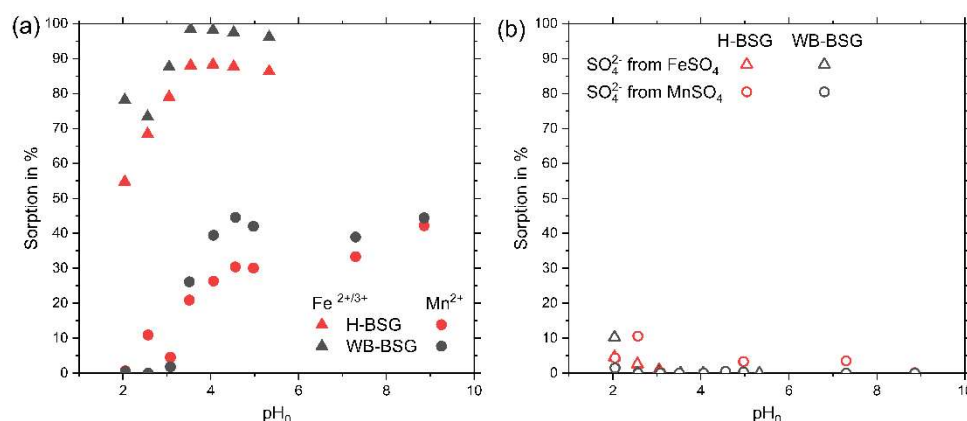 (a)
100
90
80
70
60
50
40
30
20
10
0
Sorption in %
2 4 6 8 10
pH₀
Fe ²⁺/³⁺ Mn²⁺
H-BSG
WB-BSG
(b)
H-BSG WB-BSG
SO₄²⁻ from FeSO₄
SO₄²⁻ from MnSO₄
100
90
80
70
60
50
40
30
20
10
0
Sorption in %
2 4 6 8 10
pH₀